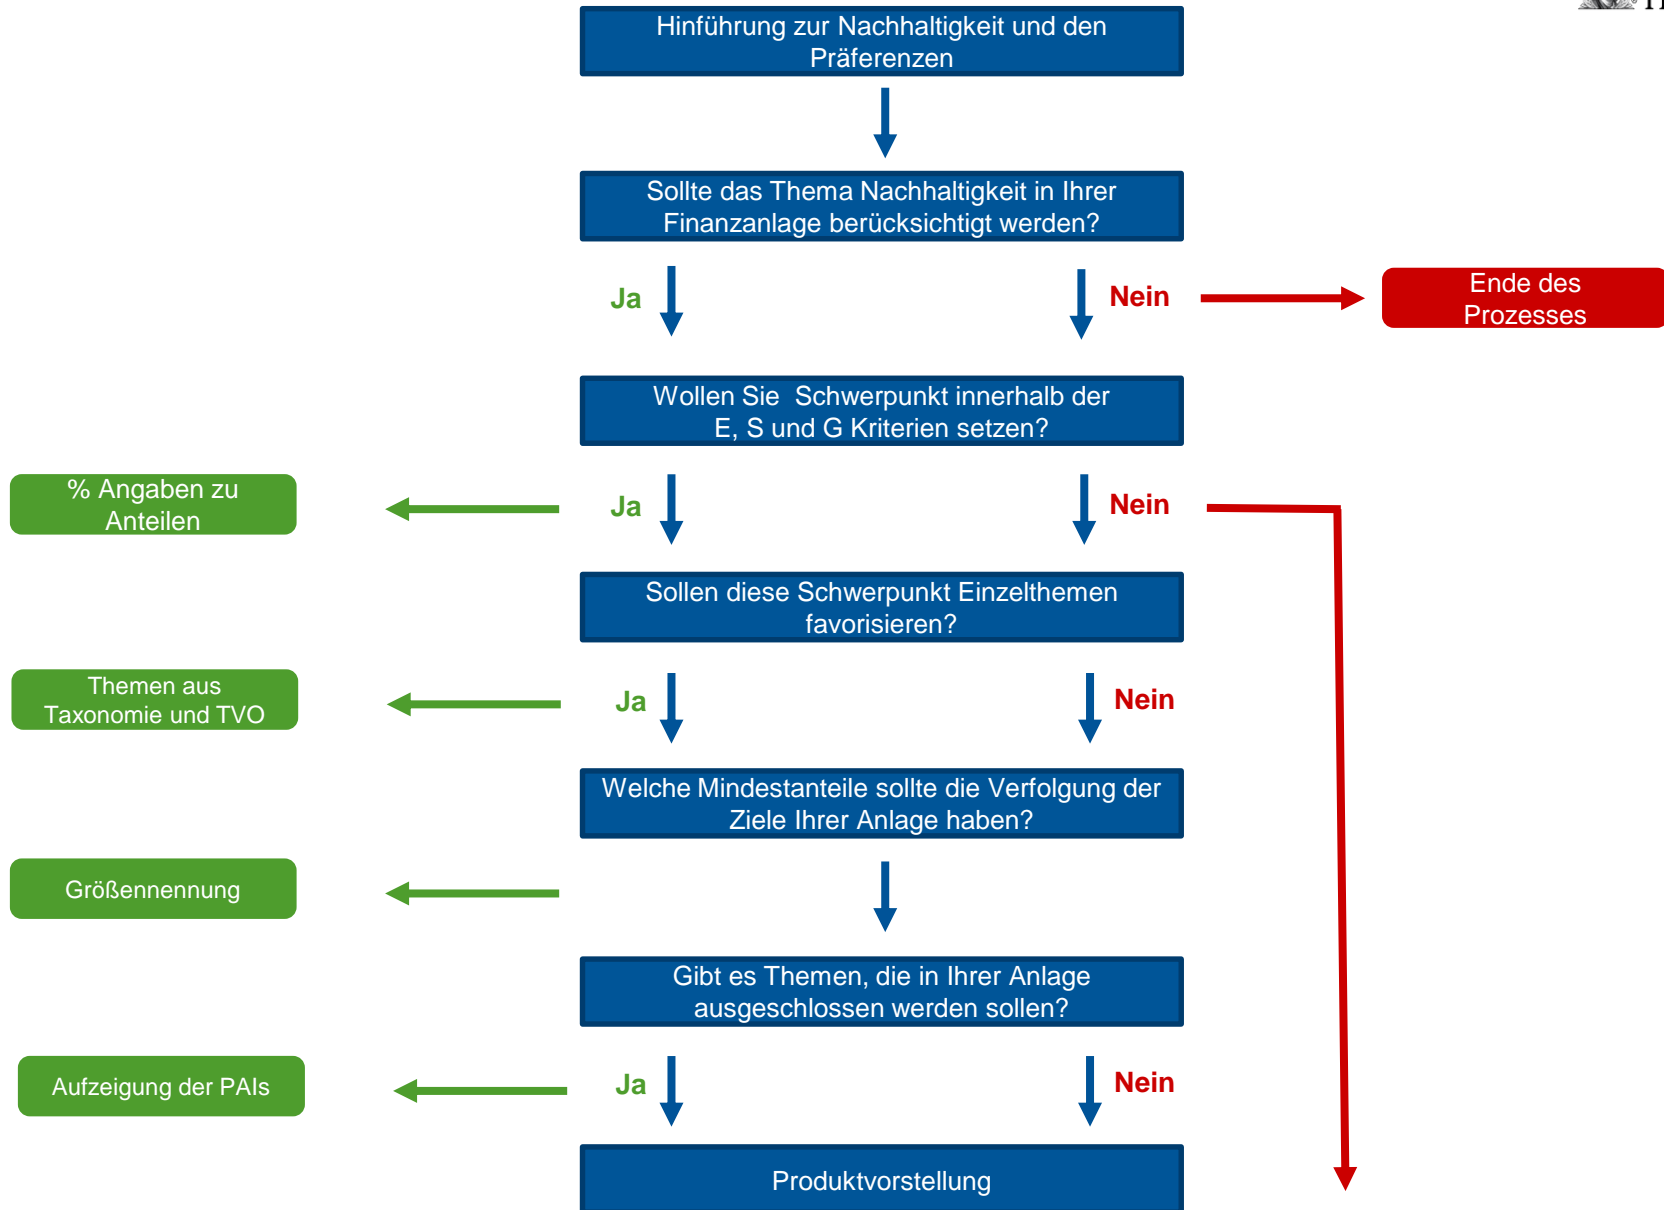 Hinführung zur Nachhaltigkeit und den
Präferenzen
Sollte das Thema Nachhaltigkeit in Ihrer
Finanzanlage berücksichtigt werden?
Ja
Nein
Ende des
Prozesses
Wollen Sie  Schwerpunkt innerhalb der
E, S und G Kriterien setzen?
% Angaben zu
Anteilen
Ja
Nein
Sollen diese Schwerpunkt Einzelthemen
favorisieren?
Themen aus
Taxonomie und TVO
Ja
Nein
Welche Mindestanteile sollte die Verfolgung der
Ziele Ihrer Anlage haben?
Größennennung
Gibt es Themen, die in Ihrer Anlage
ausgeschlossen werden sollen?
Aufzeigung der PAIs
Ja
Nein
Produktvorstellung